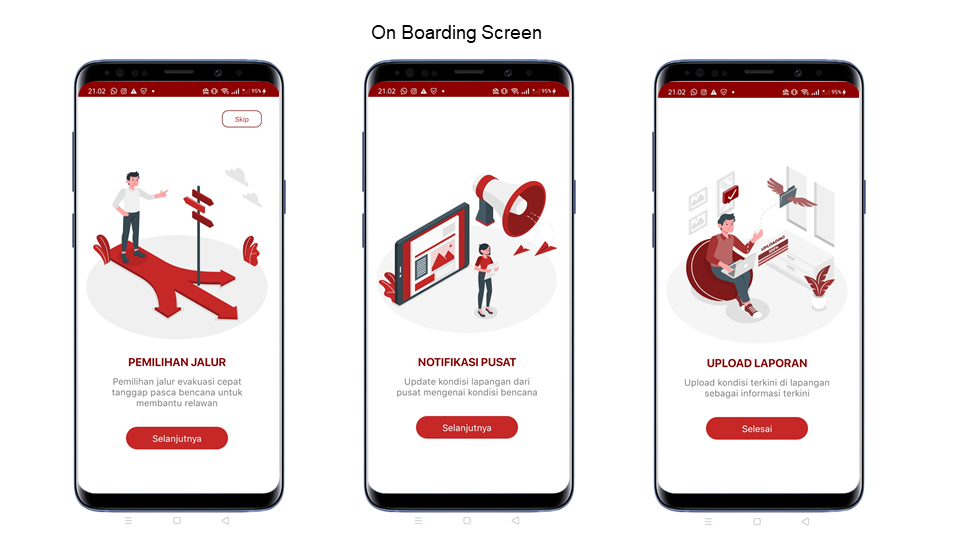 On Boarding Screen
21.02
95%
Skip
PEMILIHAN JALUR
Pemilihan jalur evakuasi cepat
tanggap pasca bencana untuk
membantu relawan
Selanjutnya
21.02
95%
NOTIFIKASI PUSAT
Update kondisi lapangan dari
pusat mengenai kondisi bencana
Selanjutnya
21.02
95%
UPLOADING
UPLOAD LAPORAN
Upload kondisi terkini di lapangan
sebagai informasi terkini
Selesai